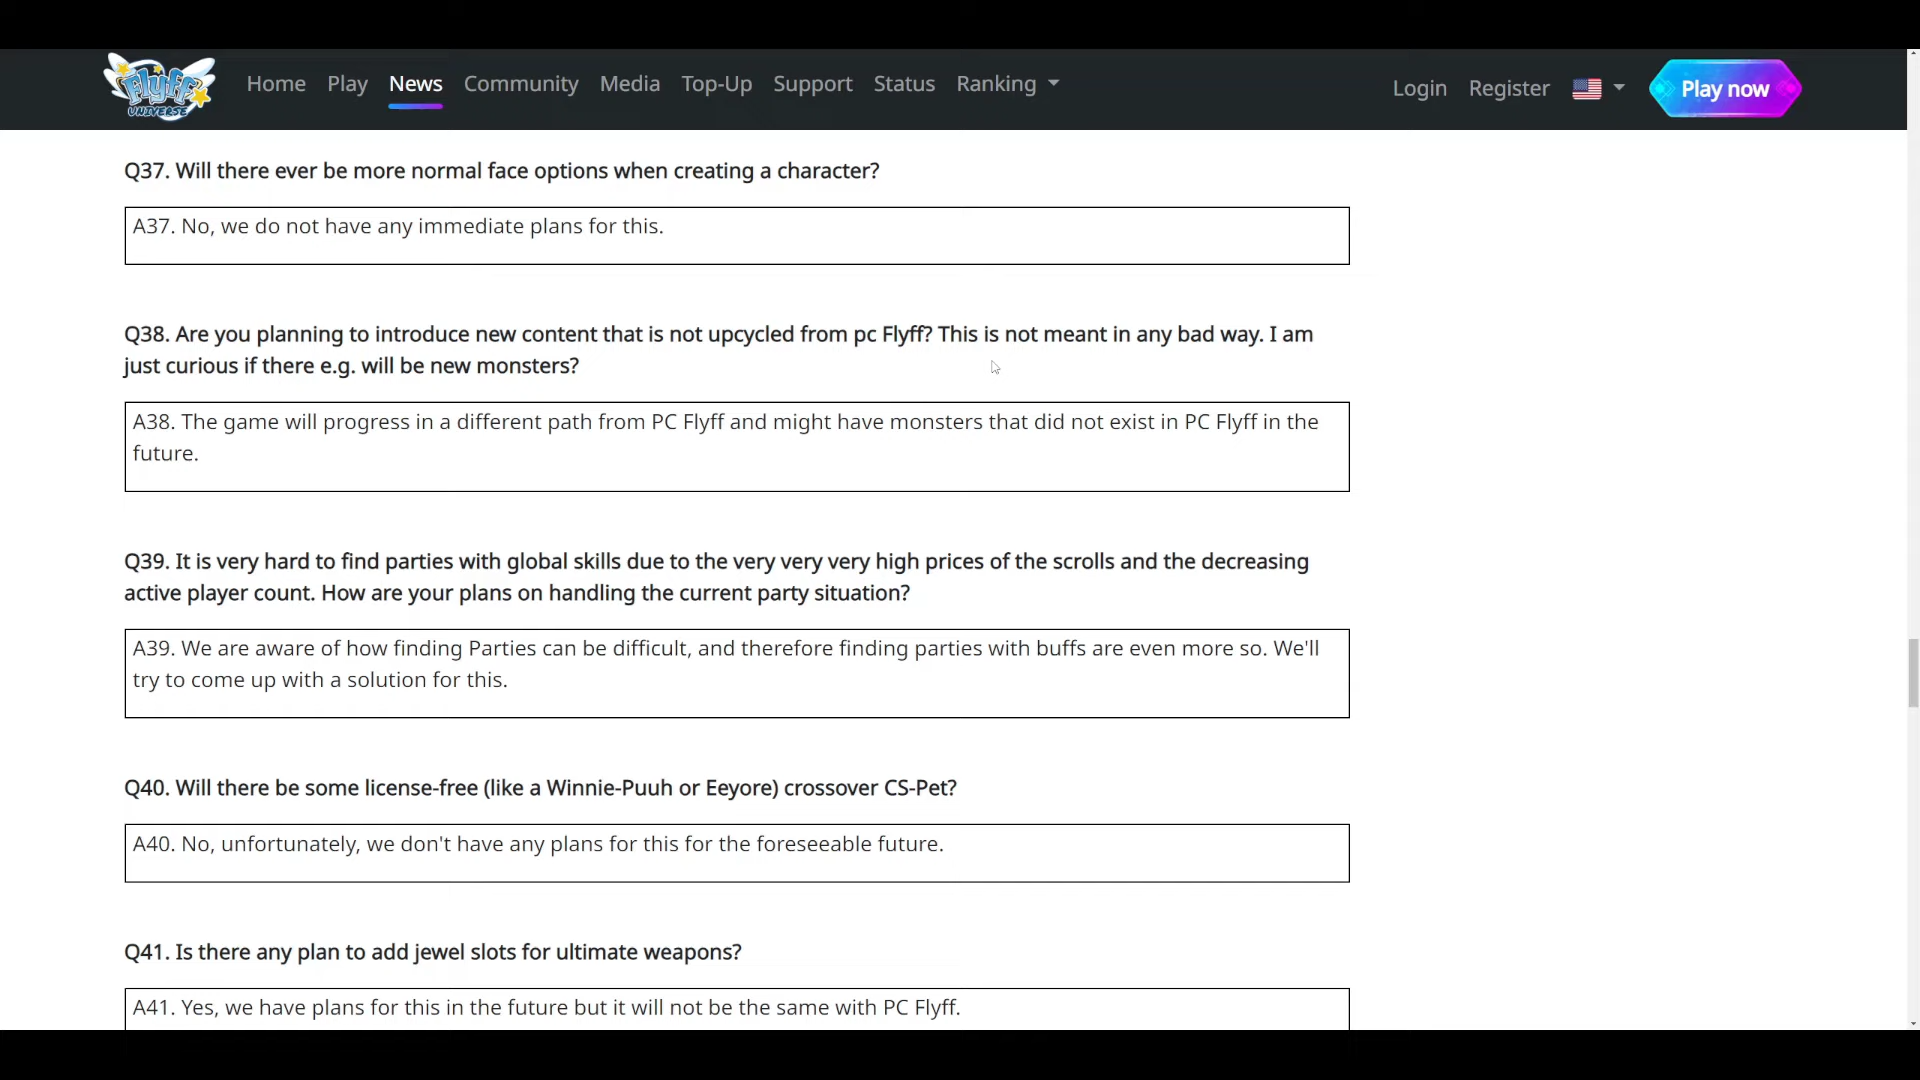 Flyff
UNIVERSE
Home Play News Community Media Top-Up Support Status Ranking Login Register Play now
Q37. Will there ever be more normal face options when creating a character?
A37. No, we do not have any immediate plans for this.
Q38. Are you planning to introduce new content that is not upcycled from pc Flyff? This is not meant in any bad way. I am
just curious if there e.g. will be new monsters?
A38. The game will progress in a different path from PC Flyff and might have monsters that did not exist in PC Flyff in the
future.
Q39. It is very hard to find parties with global skills due to the very very very high prices of the scrolls and the decreasing
active player count. How are your plans on handling the current party situation?
A39. We are aware of how finding Parties can be difficult, and therefore finding parties with buffs are even more so. We'll
try to come up with a solution for this.
Q40. Will there be some license-free (like a Winnie-Puuh or Eeyore) crossover CS-Pet?
A40. No, unfortunately, we don't have any plans for this for the foreseeable future.
Q41. Is there any plan to add jewel slots for ultimate weapons?
A41. Yes, we have plans for this in the future but it will not be the same with PC Flyff.